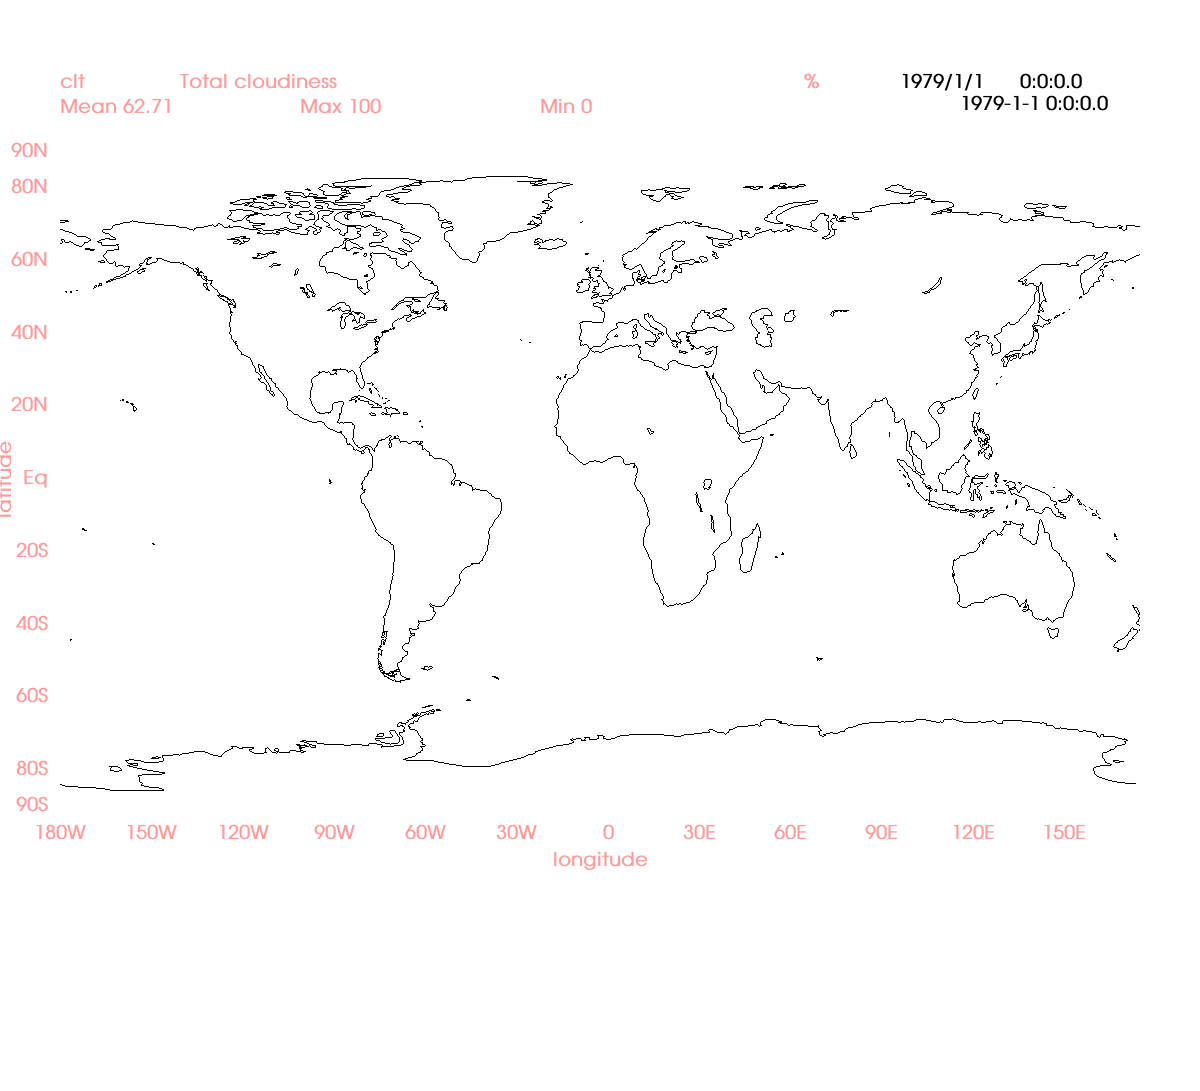 clt Total cloudiness % 1979/1/1 0:0:0.0
Mean 62.71 Max 100 Min 0 1979-1-1 0:0:0.0
90N
80N
60N
40N
20N
latitude
Eq
20S
40S
60S
80S
90S
180W 150W 120W 90W 60W 30W 0 30E 60E 90E 120E 150E
longitude